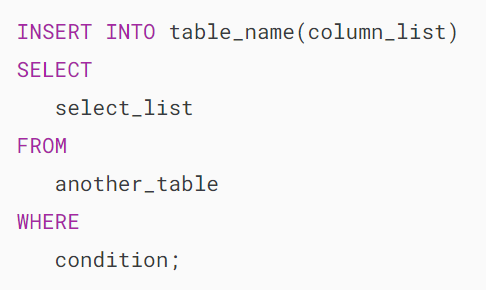 INSERT INTO table_name(column_list)
SELECT
select_list
FROM
another_table
WHERE
condition;